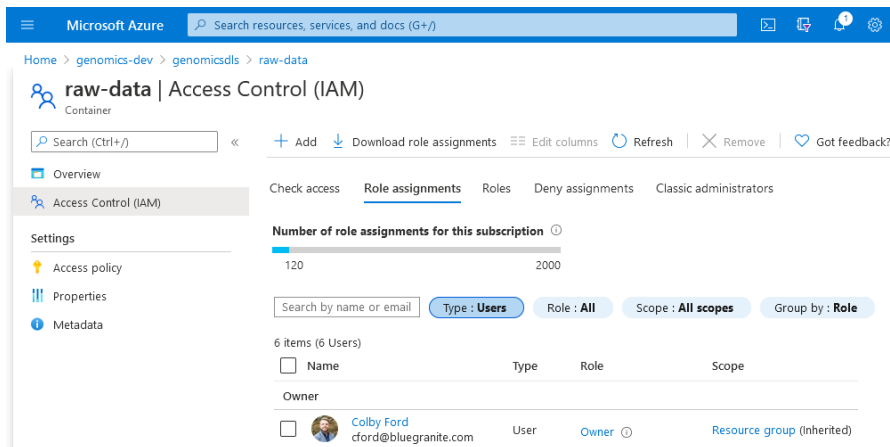 Microsoft Azure
Search resources, services, and docs (G+/)
1
Home > genomics-dev > genomicsdls > raw-data
raw-data | Access Control (IAM)
Container
Search (Ctrl+/)
«
Add
Download role assignments
Edit columns
Refresh
Remove
Got feedback?
Overview
Access Control (IAM)
Settings
Access policy
Properties
Metadata
Check access
Role assignments
Roles
Deny assignments
Classic administrators
Number of role assignments for this subscription
120
2000
Search by name or email
Type : Users
Role : All
Scope : All scopes
Group by : Role
6 items (6 Users)
Name
Type
Role
Scope
Owner
Colby Ford
cford@bluegranite.com
User
Owner
Resource group (Inherited)